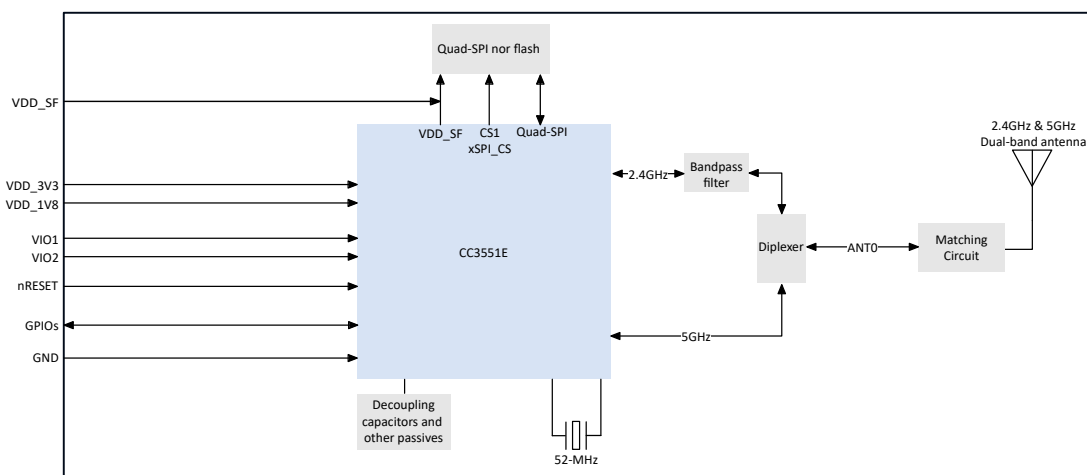 Quad-SPI nor flash
VDD_SF
VDD_SF
CS1
xSPI_CS
Quad-SPI
2.4GHz & 5GHz
Dual-band antenna
VDD_3V3
VDD_1V8
2.4GHz
Bandpass
filter
VIO1
VIO2
CC3551E
Diplexer
ANT0
Matching
Circuit
nRESET
GPIOs
5GHz
GND
Decoupling
capacitors and
other passives
52-MHz